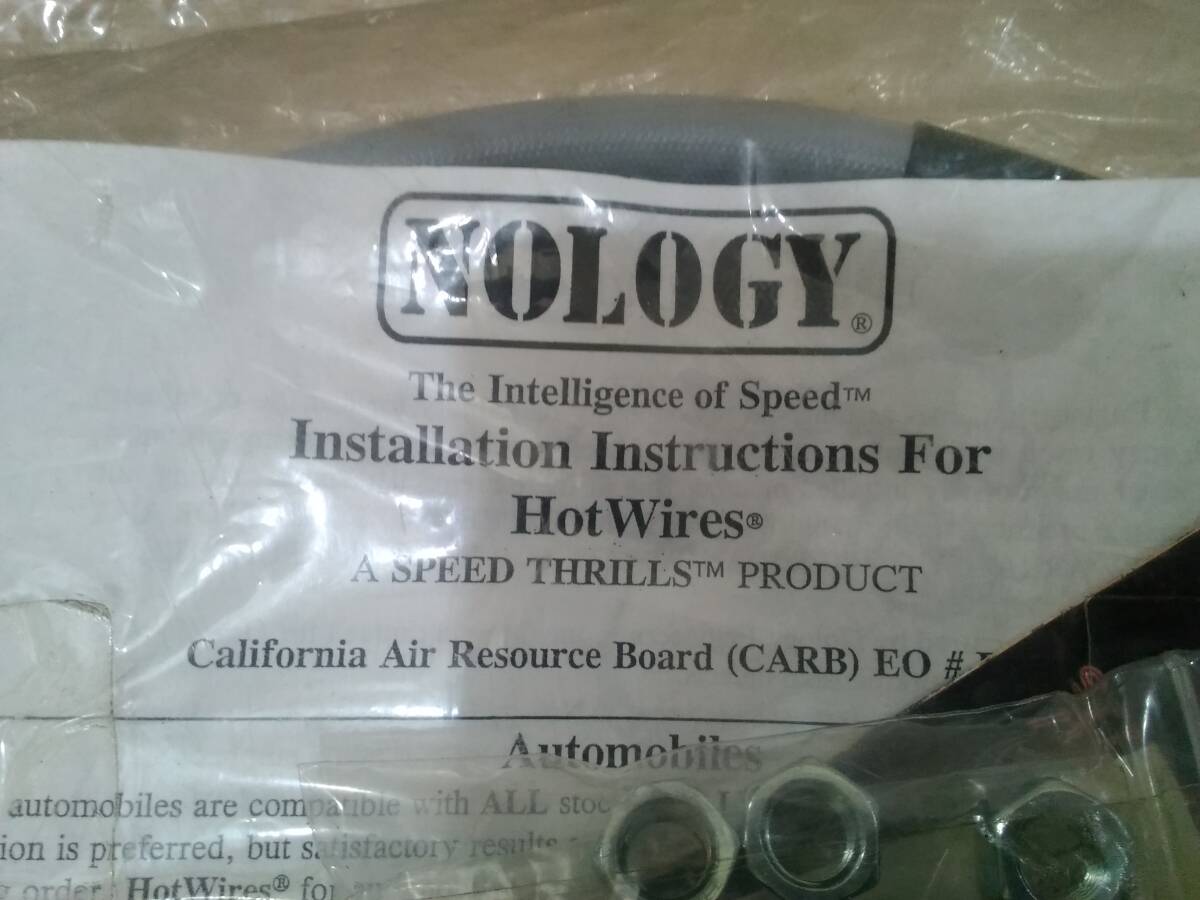 NOLOGY®
The Intelligence of Speed™
Installation Instructions For
HotWires®
A SPEED THRILLS™ PRODUCT
California Air Resource Board (CARB) EO #
Automobiles
automobiles are compatible with ALL
ion is preferred, but satisfactory results
order. HotWires® for